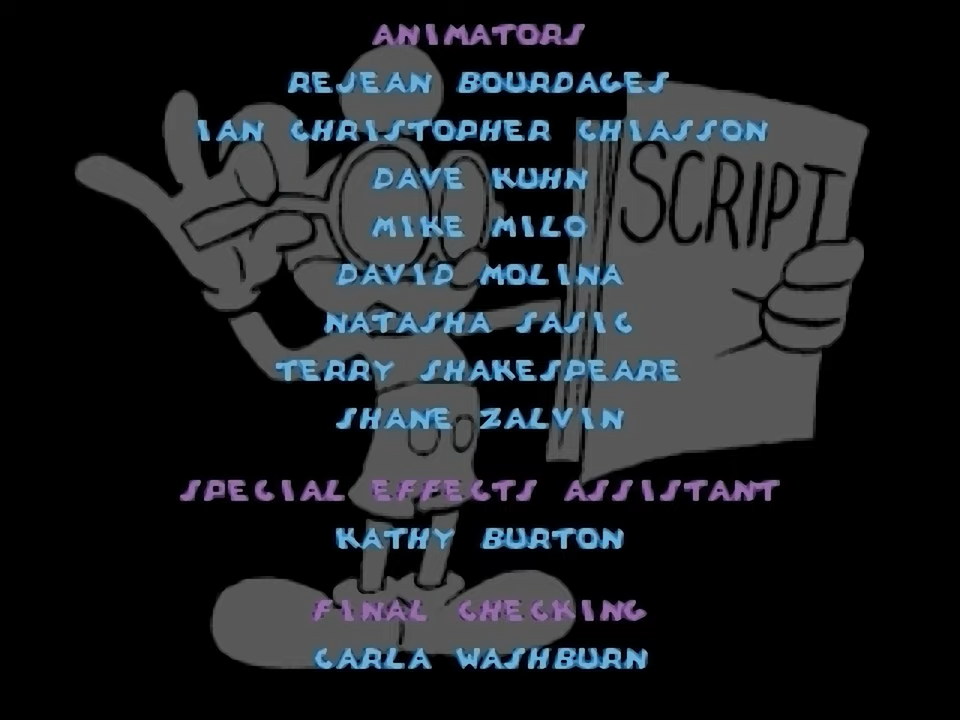 ANIMATORS
REJEAN BOURDAGES
IAN CHRISTOPHER CHIASSON
DAVE KUHN
MIKE MILO
DAVID MOLINA
NATASHA SASIC
TERRY SHAKESPEARE
SHANE ZALVIN
SPECIAL EFFECTS ASSISTANT
KATHY BURTON
FINAL CHECKING
CARLA WASHBURN
SCRIPT